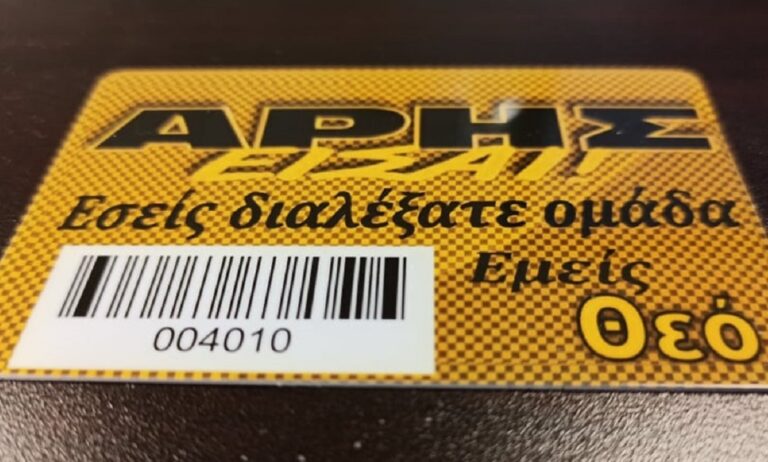 ΑΡΗΣ
ΕΙΣΑΙ!!
Εσείς διαλέξατε ομάδα
Εμείς
Θεό
004010